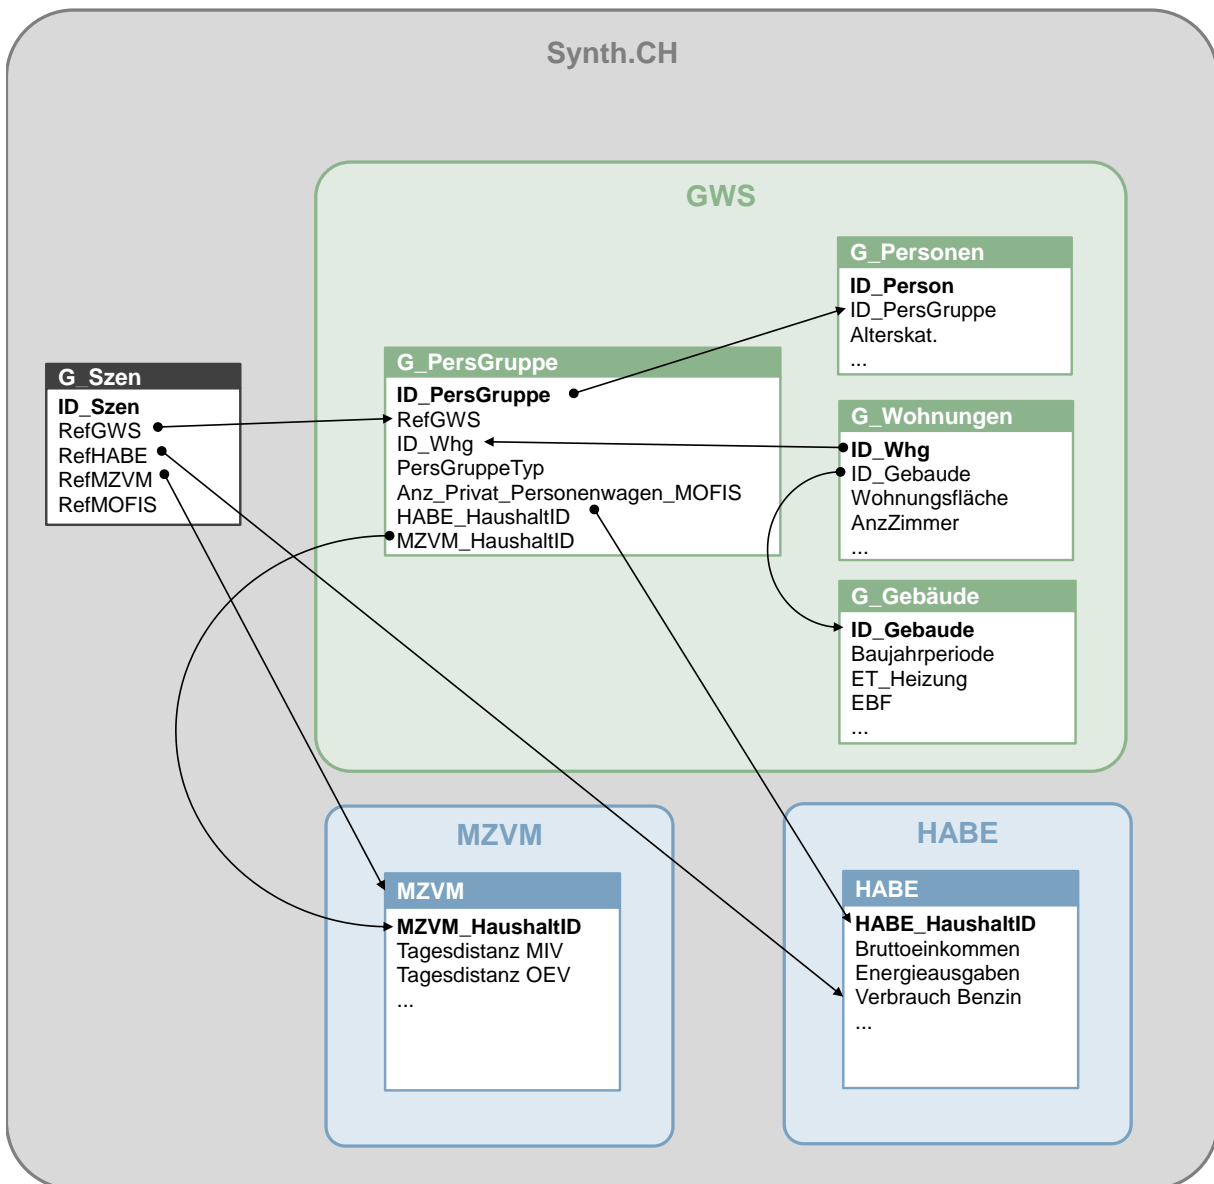 Synth.CH
GWS
G_Szen
ID_Szen
RefGWS
RefHABE
RefMZVM
RefMOFIS
G_PersGruppe
ID_PersGruppe
RefGWS
ID_Whg
PersGruppeTyp
Anz_Privat_Personenwagen_MOFIS
HABE_HaushaltID
MZVM_HaushaltID
G_Personen
ID_Person
ID_PersGruppe
Alterskat.
...
G_Wohnungen
ID_Whg
ID_Gebaude
Wohnungsfläche
AnzZimmer
...
G_Gebäude
ID_Gebaude
Baujahrperiode
ET_Heizung
EBF
...
MZVM
MZVM
MZVM_HaushaltID
Tagesdistanz MIV
Tagesdistanz OEV
...
HABE
HABE
HABE_HaushaltID
Bruttoeinkommen
Energieausgaben
Verbrauch Benzin
...